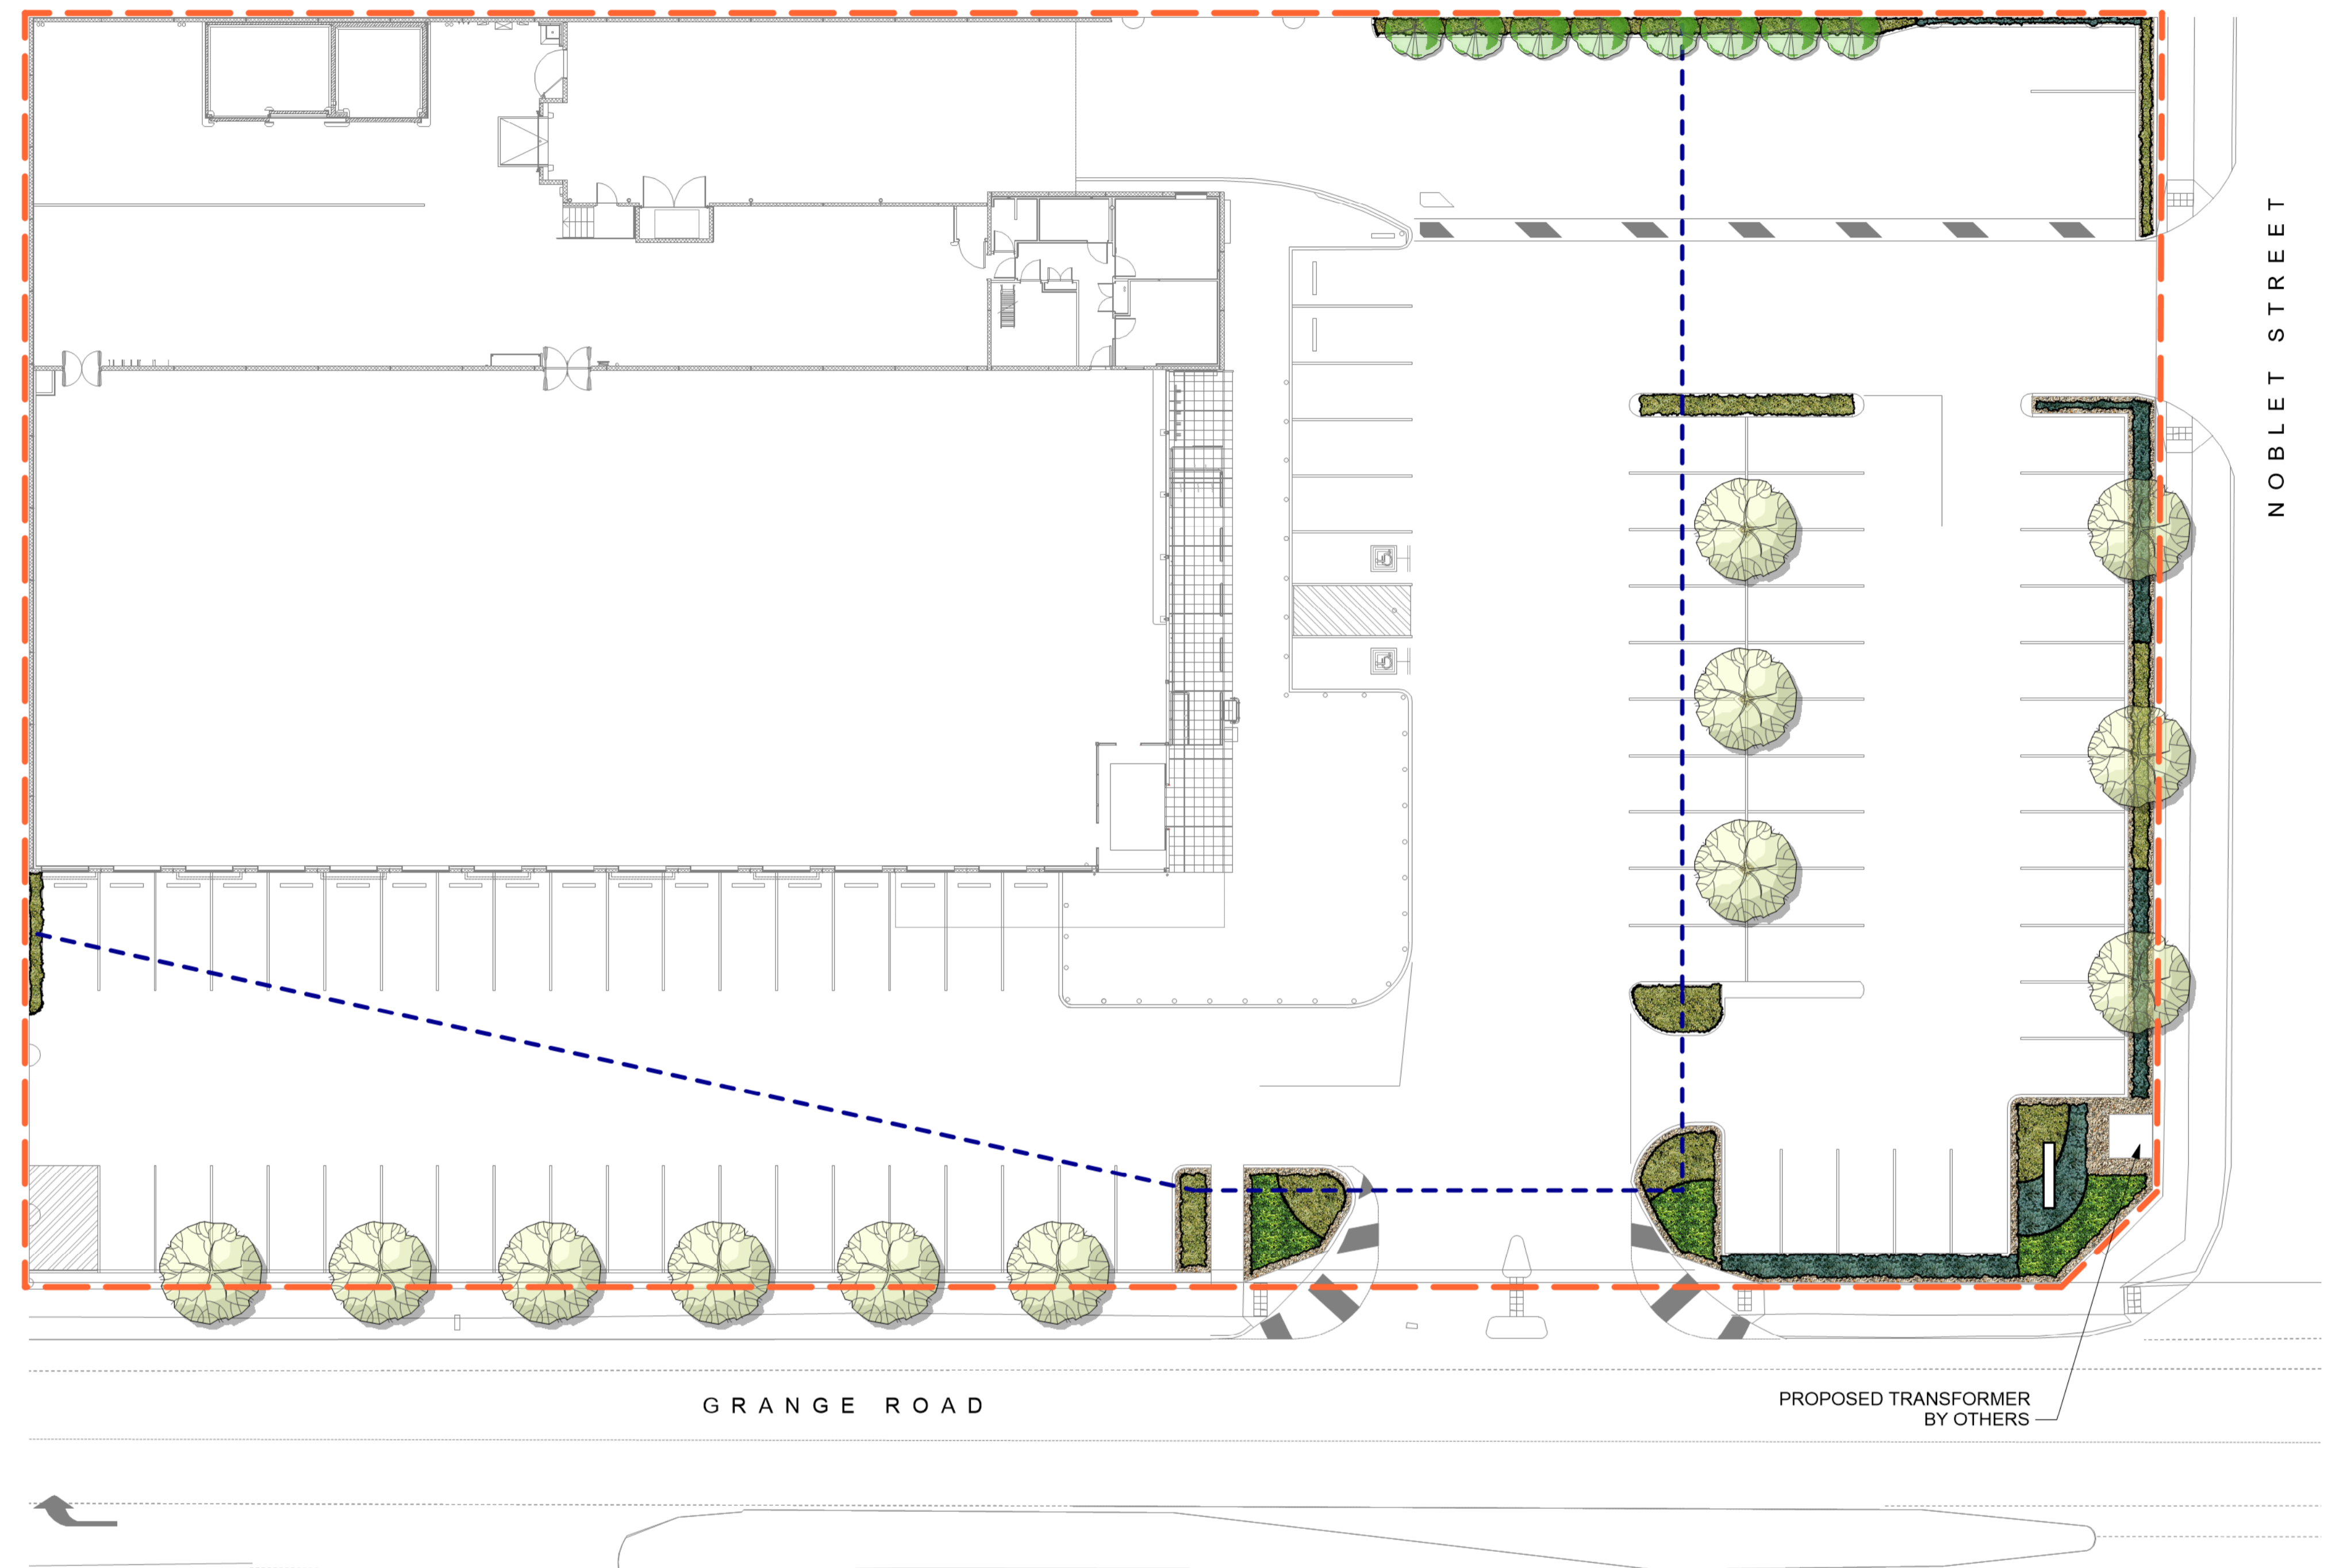 NOBLET STREET
GRANGE ROAD
PROPOSED TRANSFORMER
BY OTHERS